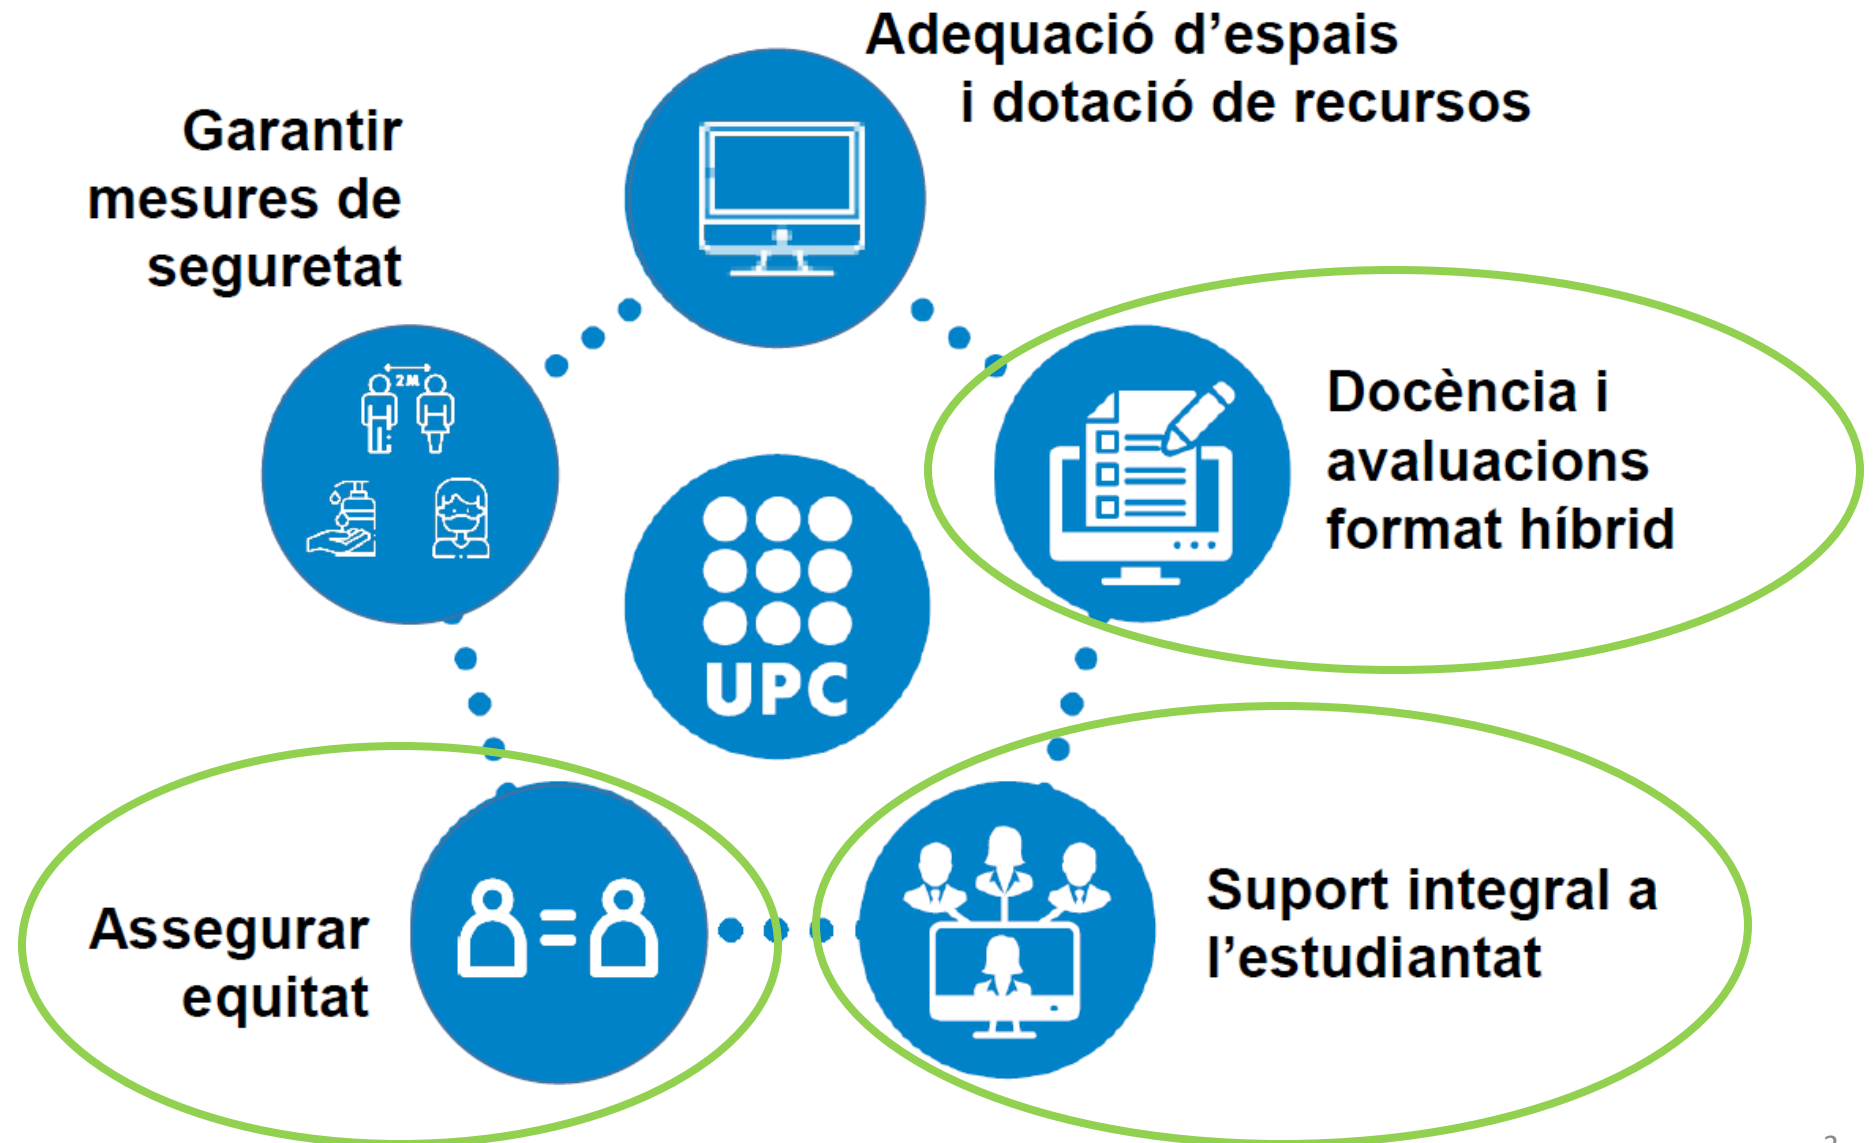 Adequació d’espais
i dotació de recursos
Garantir
mesures de
seguretat
2M
Docència i
avaluacions
format híbrid
UPC
Suport integral a
l’estudiantat
Assegurar
equitat